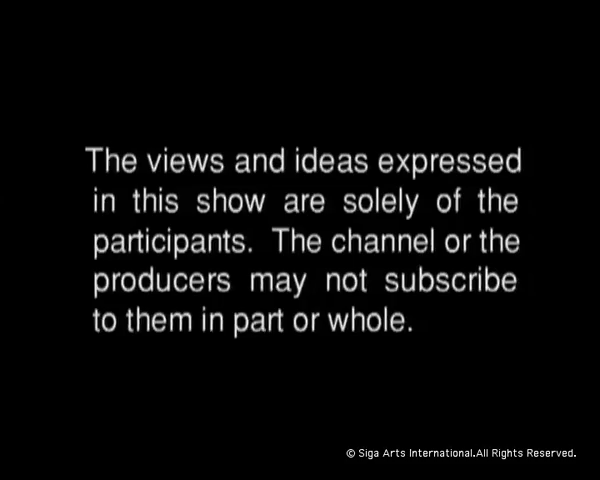 The views and ideas expressed
in this show are solely of the
participants. The channel or the
producers may not subscribe
to them in part or whole.
© Siga Arts International.All Rights Reserved.